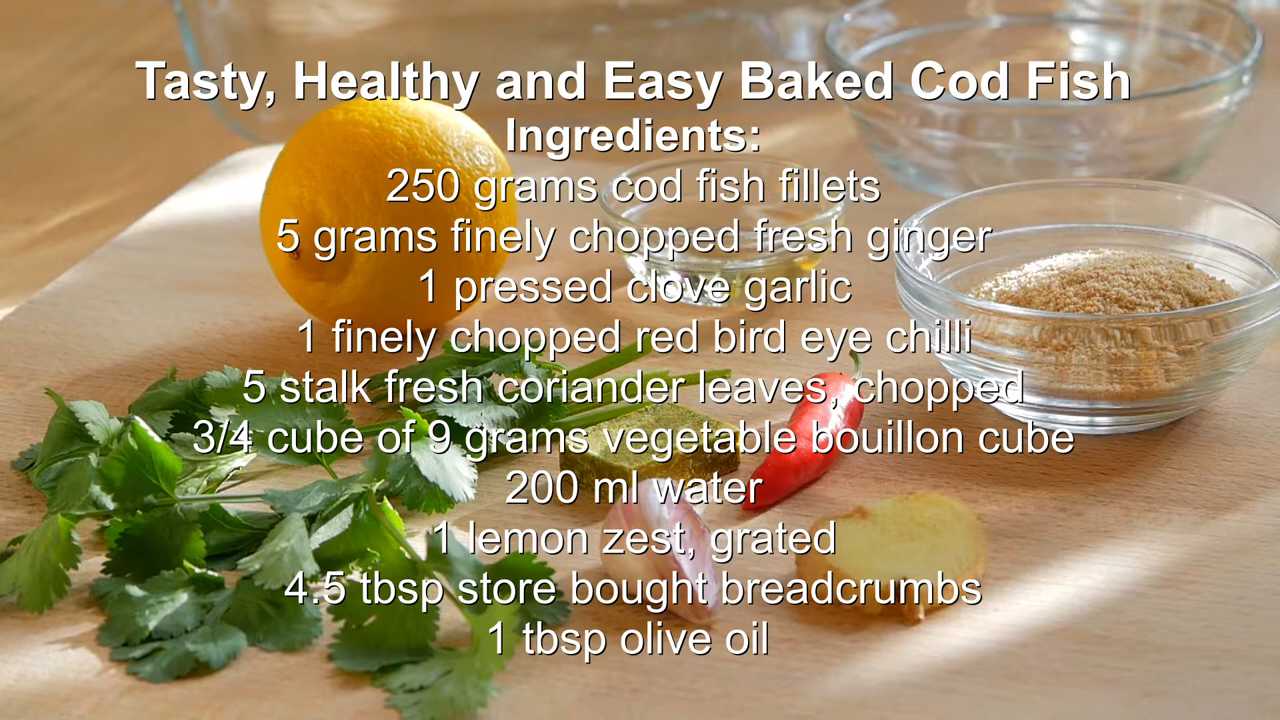 Tasty, Healthy and Easy Baked Cod Fish
Ingredients:
250 grams cod fish fillets
5 grams finely chopped fresh ginger
1 pressed clove garlic
1 finely chopped red bird eye chilli
5 stalk fresh coriander leaves, chopped
3/4 cube of 9 grams vegetable bouillon cube
200 ml water
1 lemon zest, grated
4.5 tbsp store bought breadcrumbs
1 tbsp olive oil